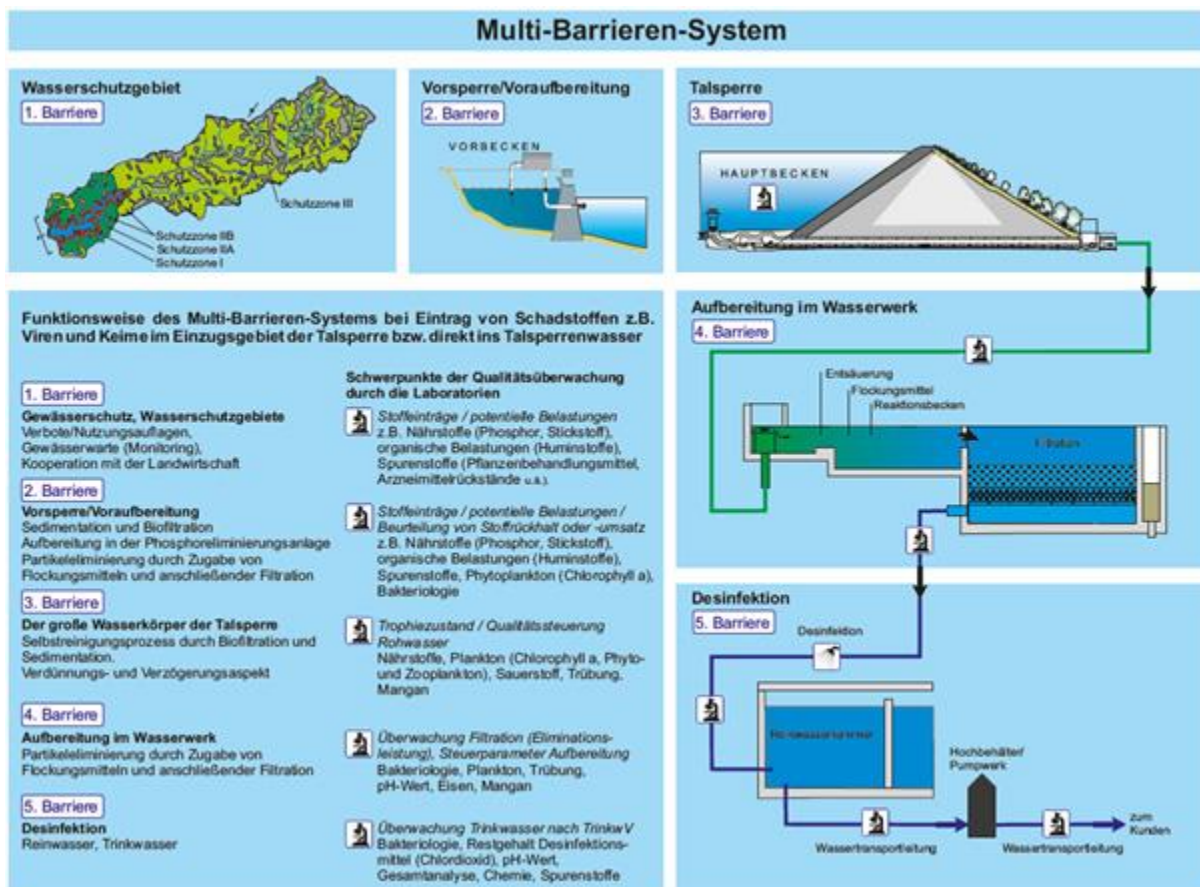 Multi-Barrieren-System
Wasserschutzgebiet
1. Barriere
Schutzzone III
Schutzzone IIB
Schutzzone IIA
Schutzzone I
Vorsperre/Voraufbereitung
2. Barriere
VORBECKEN
Talsperre
3. Barriere
HAUPTBECKEN
Funktionsweise des Multi-Barrieren-Systems bei Eintrag von Schadstoffen z.B.
Viren und Keime im Einzugsgebiet der Talsperre bzw. direkt ins Talsperrenwasser
1. Barriere
Gewässerschutz, Wasserschutzgebiete
Verbote/Nutzungsauflagen,
Gewässerwarte (Monitoring),
Kooperation mit der Landwirtschaft
2. Barriere
Vorsperre/Voraufbereitung
Sedimentation und Biofiltration
Aufbereitung in der Phosphoreliminierungsanlage
Partikeleliminierung durch Zugabe von
Flockungsmitteln und anschließender Filtration
3. Barriere
Der große Wasserkörper der Talsperre
Selbstreinigungsprozess durch Biofiltration und
Sedimentation.
Verdünnungs- und Verzögerungsaspekt
4. Barriere
Aufbereitung im Wasserwerk
Partikeleliminierung durch Zugabe von
Flockungsmitteln und anschließender Filtration
5. Barriere
Desinfektion
Reinwasser, Trinkwasser
Schwerpunkte der Qualitätsüberwachung
durch die Laboratorien
Stoffeinträge / potentielle Belastungen
z.B. Nährstoffe (Phosphor, Stickstoff),
organische Belastungen (Huminstoffe),
Spurenstoffe (Pflanzenbehandlungsmittel,
Arzneimittelrückstände u.ä.).
Stoffeinträge / potentielle Belastungen /
Beurteilung von Stoffrückhalt oder -umsatz
z.B. Nährstoffe (Phosphor, Stickstoff),
organische Belastungen (Huminstoffe),
Spurenstoffe, Phytoplankton (Chlorophyll a),
Bakteriologie
Trophiezustand / Qualitätssteuerung
Rohwasser
Nährstoffe, Plankton (Chlorophyll a, Phyto-
und Zooplankton), Sauerstoff, Trübung,
Mangan
Überwachung Filtration (Eliminations-
leistung), Steuerparameter Aufbereitung
Bakteriologie, Plankton, Trübung,
pH-Wert, Eisen, Mangan
Überwachung Trinkwasser nach TrinkwV
Bakteriologie, Restgehalt Desinfektions-
mittel (Chlordioxid), pH-Wert,
Gesamtanalyse, Chemie, Spurenstoffe
Aufbereitung im Wasserwerk
4. Barriere
Entsäuerung
Flockungsmittel
Reaktionsbecken
Filtration
Desinfektion
5. Barriere
Desinfektion
Reinwasserkammer
Hochbehälter/
Pumpwerk
Wassertransportleitung
Wassertransportleitung
zum
Kunden